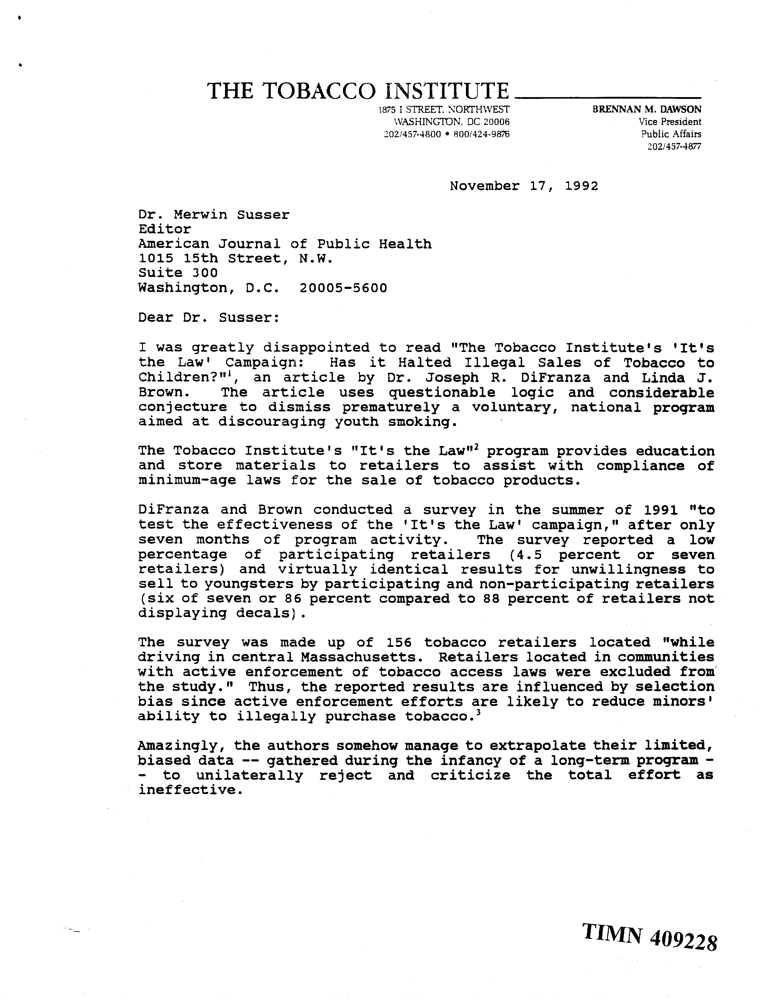 THE TOBACCO INSTITUTE
1875 I STREET, NORTHWEST
WASHINGTON, DC 20006
202/457-4800 • 800/424-9876
BRENNAN M. DAWSON
Vice President
Public Affairs
202/457-4877
November 17, 1992
Dr. Merwin Susser
Editor
American Journal of Public Health
1015 15th Street, N.W.
Suite 300
Washington, D.C. 20005-5600
Dear Dr. Susser:
I was greatly disappointed to read "The Tobacco Institute's 'It's
the Law' Campaign: Has it Halted Illegal Sales of Tobacco to
Children?"¹, an article by Dr. Joseph R. DiFranza and Linda J.
Brown. The article uses questionable logic and considerable
conjecture to dismiss prematurely a voluntary, national program
aimed at discouraging youth smoking.
The Tobacco Institute's "It's the Law"² program provides education
and store materials to retailers to assist with compliance of
minimum-age laws for the sale of tobacco products.
DiFranza and Brown conducted a survey in the summer of 1991 "to
test the effectiveness of the 'It's the Law' campaign," after only
seven months of program activity. The survey reported a low
percentage of participating retailers (4.5 percent or seven
retailers) and virtually identical results for unwillingness to
sell to youngsters by participating and non-participating retailers
(six of seven or 86 percent compared to 88 percent of retailers not
displaying decals).
The survey was made up of 156 tobacco retailers located "while
driving in central Massachusetts. Retailers located in communities
with active enforcement of tobacco access laws were excluded from
the study." Thus, the reported results are influenced by selection
bias since active enforcement efforts are likely to reduce minors'
ability to illegally purchase tobacco.³
Amazingly, the authors somehow manage to extrapolate their limited,
biased data -- gathered during the infancy of a long-term program -
- to unilaterally reject and criticize the total effort as
ineffective.
TIMN 409228